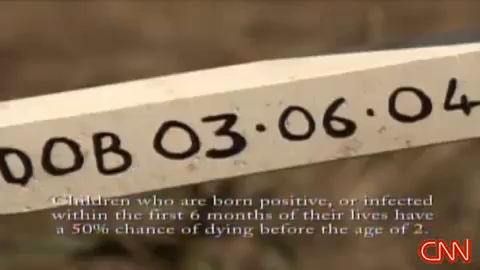 DOB 03·06·04
Children who are born positive, or infected
within the first 6 months of their lives have
a 50% chance of dying before the age of 2.
CNN